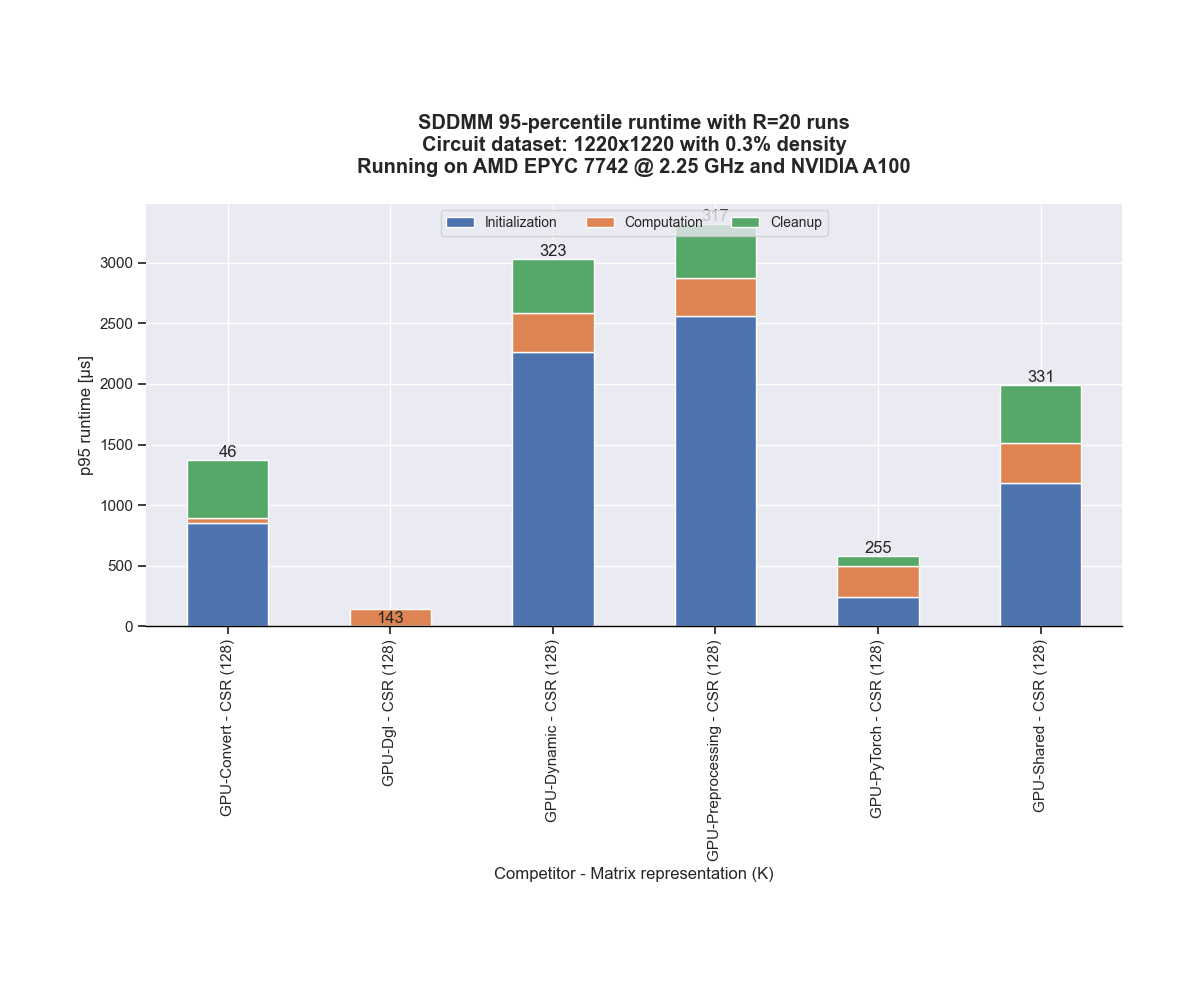 SDDMM 95-percentile runtime with R=20 runs
Circuit dataset: 1220x1220 with 0.3% density
Running on AMD EPYC 7742 @ 2.25 GHz and NVIDIA A100
Initialization
Computation
Cleanup
317
323
331
46
255
143
p95 runtime [µs]
3000
2500
2000
1500
1000
500
0
GPU-Convert - CSR (128)
GPU-Dgl - CSR (128)
GPU-Dynamic - CSR (128)
GPU-Preprocessing - CSR (128)
GPU-PyTorch - CSR (128)
GPU-Shared - CSR (128)
Competitor - Matrix representation (K)